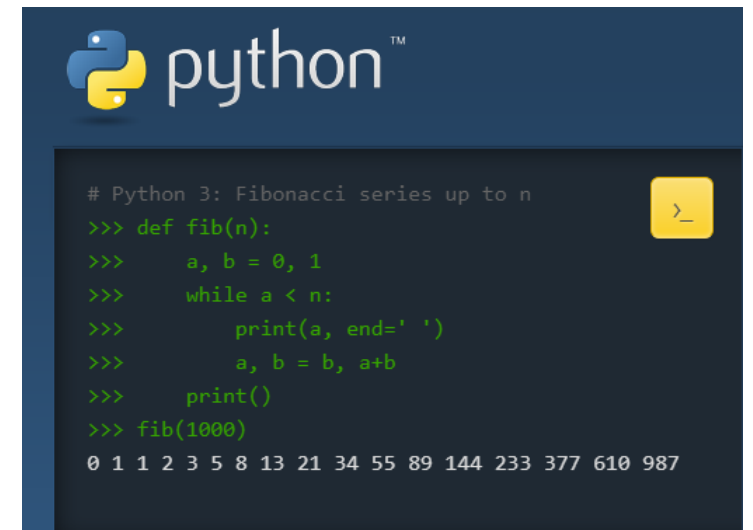 python™
# Python 3: Fibonacci series up to n
>>> def fib(n):
>>>     a, b = 0, 1
>>>     while a < n:
>>>         print(a, end=' ')
>>>         a, b = b, a+b
>>>     print()
>>> fib(1000)
0 1 1 2 3 5 8 13 21 34 55 89 144 233 377 610 987